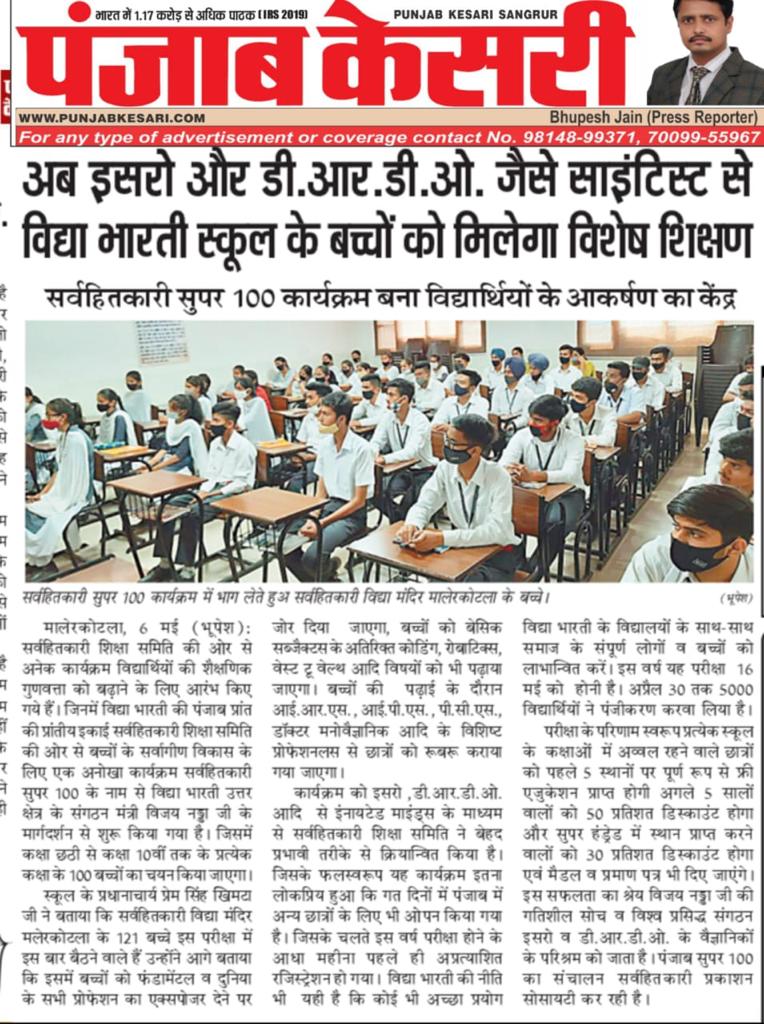 भारत में 1.17 करोड़ से अधिक पाठक (IRS 2019)
PUNJAB KESARI SANGRUR
पंजाब केसरी
WWW.PUNJABKESARI.COM
Bhupesh Jain (Press Reporter)
For any type of advertisement or coverage contact No. 98148-99371, 70099-55967
अब इसरो और डी.आर.डी.ओ. जैसे साइंटिस्ट से
विद्या भारती स्कूल के बच्चों को मिलेगा विशेष शिक्षण
सर्वहितकारी सुपर 100 कार्यक्रम बना विद्यार्थियों के आकर्षण का केंद्र
सर्वहितकारी सुपर 100 कार्यक्रम में भाग लेते हुअ सर्वहितकारी विद्या मंदिर मालेरकोटला के बच्चे।
(भूपेश)
मालेरकोटला, 6 मई (भूपेश):
सर्वहितकारी शिक्षा समिति की ओर से
अनेक कार्यक्रम विद्यार्थियों की शैक्षणिक
गुणवत्ता को बढ़ाने के लिए आरंभ किए
गये हैं। जिनमें विद्या भारती की पंजाब प्रांत
की प्रांतीय इकाई सर्वहितकारी शिक्षा समिति
की ओर से बच्चों के सर्वागीण विकास के
लिए एक अनोखा कार्यक्रम सर्वहितकारी
सुपर 100 के नाम से विद्या भारती उत्तर
क्षेत्र के संगठन मंत्री विजय नड्डा जी के
मार्गदर्शन से शुरू किया गया है। जिसमें
कक्षा छठी से कक्षा 10वीं तक के प्रत्येक
कक्षा के 100 बच्चों का चयन किया जाएगा।
स्कूल के प्रधानाचार्य प्रेम सिंह खिमटा
जी ने बताया कि सर्वहितकारी विद्या मंदिर
मलेरकोटला के 121 बच्चे इस परीक्षा में
इस बार बैठने वाले हैं उन्होंने आगे बताया
कि इसमें बच्चों को फंडामेंटल व दुनिया
के सभी प्रोफेशन का एक्सपोजर देने पर
जोर दिया जाएगा, बच्चों को बेसिक
सब्जैक्टस के अतिरिक्त कोडिंग, रोबाटिक्स,
वेस्ट टू वेल्थ आदि विषयों को भी पढ़ाया
जाएगा। बच्चों की पढ़ाई के दौरान
आई.आर.एस., आई.पी.एस., पी.सी.एस.,
डॉक्टर मनोवैज्ञानिक आदि के विशिष्ट
प्रोफेशनलस से छात्रों को रूबरू कराया
गया जाएगा।
कार्यक्रम को इसरो ,डी.आर.डी.ओ.
आदि से ईनायटेड माइंड्स के माध्यम
से सर्वहितकारी शिक्षा समिति ने बेहद
प्रभावी तरीके से क्रियान्वित किया है।
जिसके फलस्वरूप यह कार्यक्रम इतना
लोकप्रिय हुआ कि गत दिनों में पंजाब में
अन्य छात्रों के लिए भी ओपन किया गया
है। जिसके चलते इस वर्ष परीक्षा होने के
आधा महीना पहले ही अप्रत्याशित
रजिस्ट्रेशन हो गया। विद्या भारती की नीति
भी यही है कि कोई भी अच्छा प्रयोग
विद्या भारती के विद्यालयों के साथ-साथ
समाज के संपूर्ण लोगों व बच्चों को
लाभान्वित करें। इस वर्ष यह परीक्षा 16
मई को होनी है। अप्रैल 30 तक 5000
विद्यार्थियों ने पंजीकरण करवा लिया है।
परीक्षा के परिणाम स्वरूप प्रत्येक स्कूल
के कक्षाओं में अव्वल रहने वाले छात्रों
को पहले 5 स्थानों पर पूर्ण रूप से फ्री
एजुकेशन प्राप्त होगी अगले 5 सालों
वालों को 50 प्रतिशत डिस्काउंट होगा
और सुपर हंड्रेड में स्थान प्राप्त करने
वालों को 30 प्रतिशत डिस्काउंट होगा
एवं मैडल व प्रमाण पत्र भी दिए जाएंगे।
इस सफलता का श्रेय विजय नड्डा जी की
गतिशील सोच व विश्व प्रसिद्ध संगठन
इसरो व डी.आर.डी.ओ. के वैज्ञानिकों
के परिश्रम को जाता है। पंजाब सुपर 100
का संचालन सर्वहितकारी प्रकाशन
सोसायटी कर रही है।